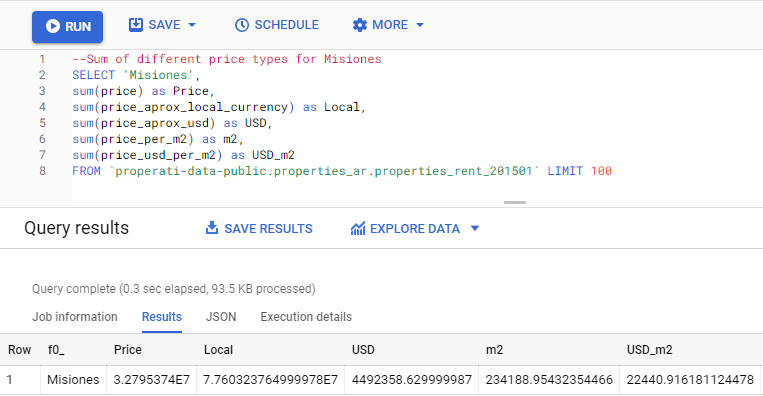 RUN SAVE SCHEDULE MORE
1 --Sum of different price types for Misiones
2 SELECT 'Misiones',
3 sum(price) as Price,
4 sum(price_aprox_local_currency) as Local,
5 sum(price_aprox_usd) as USD,
6 sum(price_per_m2) as m2,
7 sum(price_usd_per_m2) as USD_m2
8 FROM `properati-data-public.properties_ar.properties_rent_201501` LIMIT 100
Query results SAVE RESULTS EXPLORE DATA
Query complete (0.3 sec elapsed, 93.5 KB processed)
Job information Results JSON Execution details
Row f0_ Price Local USD m2 USD_m2
1 Misiones 3.2795374E7 7.760323764999978E7 4492358.629999987 234188.95432354466 22440.916181124478